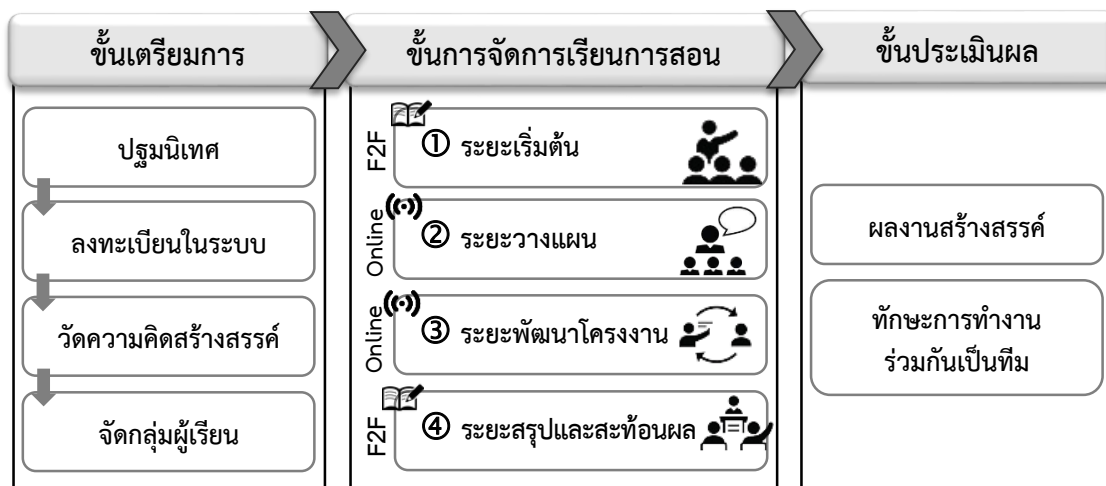 ขั้นเตรียมการ
ปฐมนิเทศ
ลงทะเบียนในระบบ
วัดความคิดสร้างสรรค์
จัดกลุ่มผู้เรียน
ขั้นการจัดการเรียนการสอน
F2F
① ระยะเริ่มต้น
Online
② ระยะวางแผน
Online
③ ระยะพัฒนาโครงงาน
F2F
④ ระยะสรุปและสะท้อนผล
ขั้นประเมินผล
ผลงานสร้างสรรค์
ทักษะการทำงาน
ร่วมกันเป็นทีม